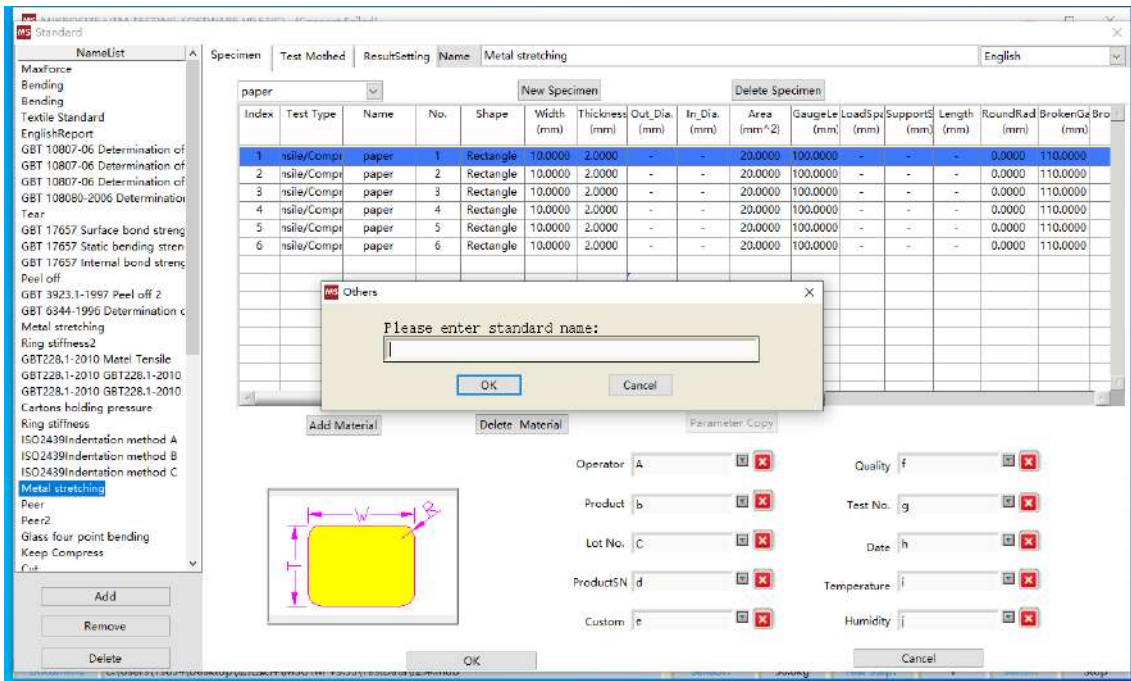 MS Standard
NameList
MaxForce
Bending
Bending
Textile Standard
EnglishReport
GBT 10807-06 Determination of
GBT 10807-06 Determination of
GBT 108080-2006 Determination
Tear
GBT 17657 Surface bond streng
GBT 17657 Static bending stren
GBT 17657 Internal bond streng
Peel off
GBT 3923.1-1997 Peel off 2
GBT 6344-1996 Determination c
Metal stretching
Ring stiffness2
GBT228.1-2010 Matel Tensile
GBT228.1-2010 GBT228.1-2010
GBT228.1-2010 GBT228.1-2010
Cartons holding pressure
Ring stiffness
ISO2439Indentation method A
ISO2439Indentation method B
ISO2439Indentation method C
Metal stretching
Peer
Peer2
Glass four point bending
Keep Compress
Cut
Add
Remove
Delete
Specimen Test Mothed ResultSetting Name Metal stretching English
paper New Specimen Delete Specimen
Index Test Type Name No. Shape Width Thickness Out_Dia. In_Dia. Area GaugeLe LoadSpa SupportS Length RoundRad BrokenGa Bro
(mm) (mm) (mm) (mm) (mm^2) (mm) (mm) (mm) (mm) (mm) (mm)
1 nsile/Compr paper 1 Rectangle 10.0000 2.0000 - - 20.0000 100.0000 - - - 0.0000 110.0000
2 nsile/Compr paper 2 Rectangle 10.0000 2.0000 - - 20.0000 100.0000 - - - 0.0000 110.0000
3 nsile/Compr paper 3 Rectangle 10.0000 2.0000 - - 20.0000 100.0000 - - - 0.0000 110.0000
4 nsile/Compr paper 4 Rectangle 10.0000 2.0000 - - 20.0000 100.0000 - - - 0.0000 110.0000
5 nsile/Compr paper 5 Rectangle 10.0000 2.0000 - - 20.0000 100.0000 - - - 0.0000 110.0000
6 nsile/Compr paper 6 Rectangle 10.0000 2.0000 - - 20.0000 100.0000 - - - 0.0000 110.0000
MS Others
Please enter standard name:
OK Cancel
Add Material Delete Material Parameter Copy
Operator A Quality f
Product b Test No. g
Lot No. C Date h
ProductSN d Temperature i
Custom e Humidity j
W R
T
OK Cancel